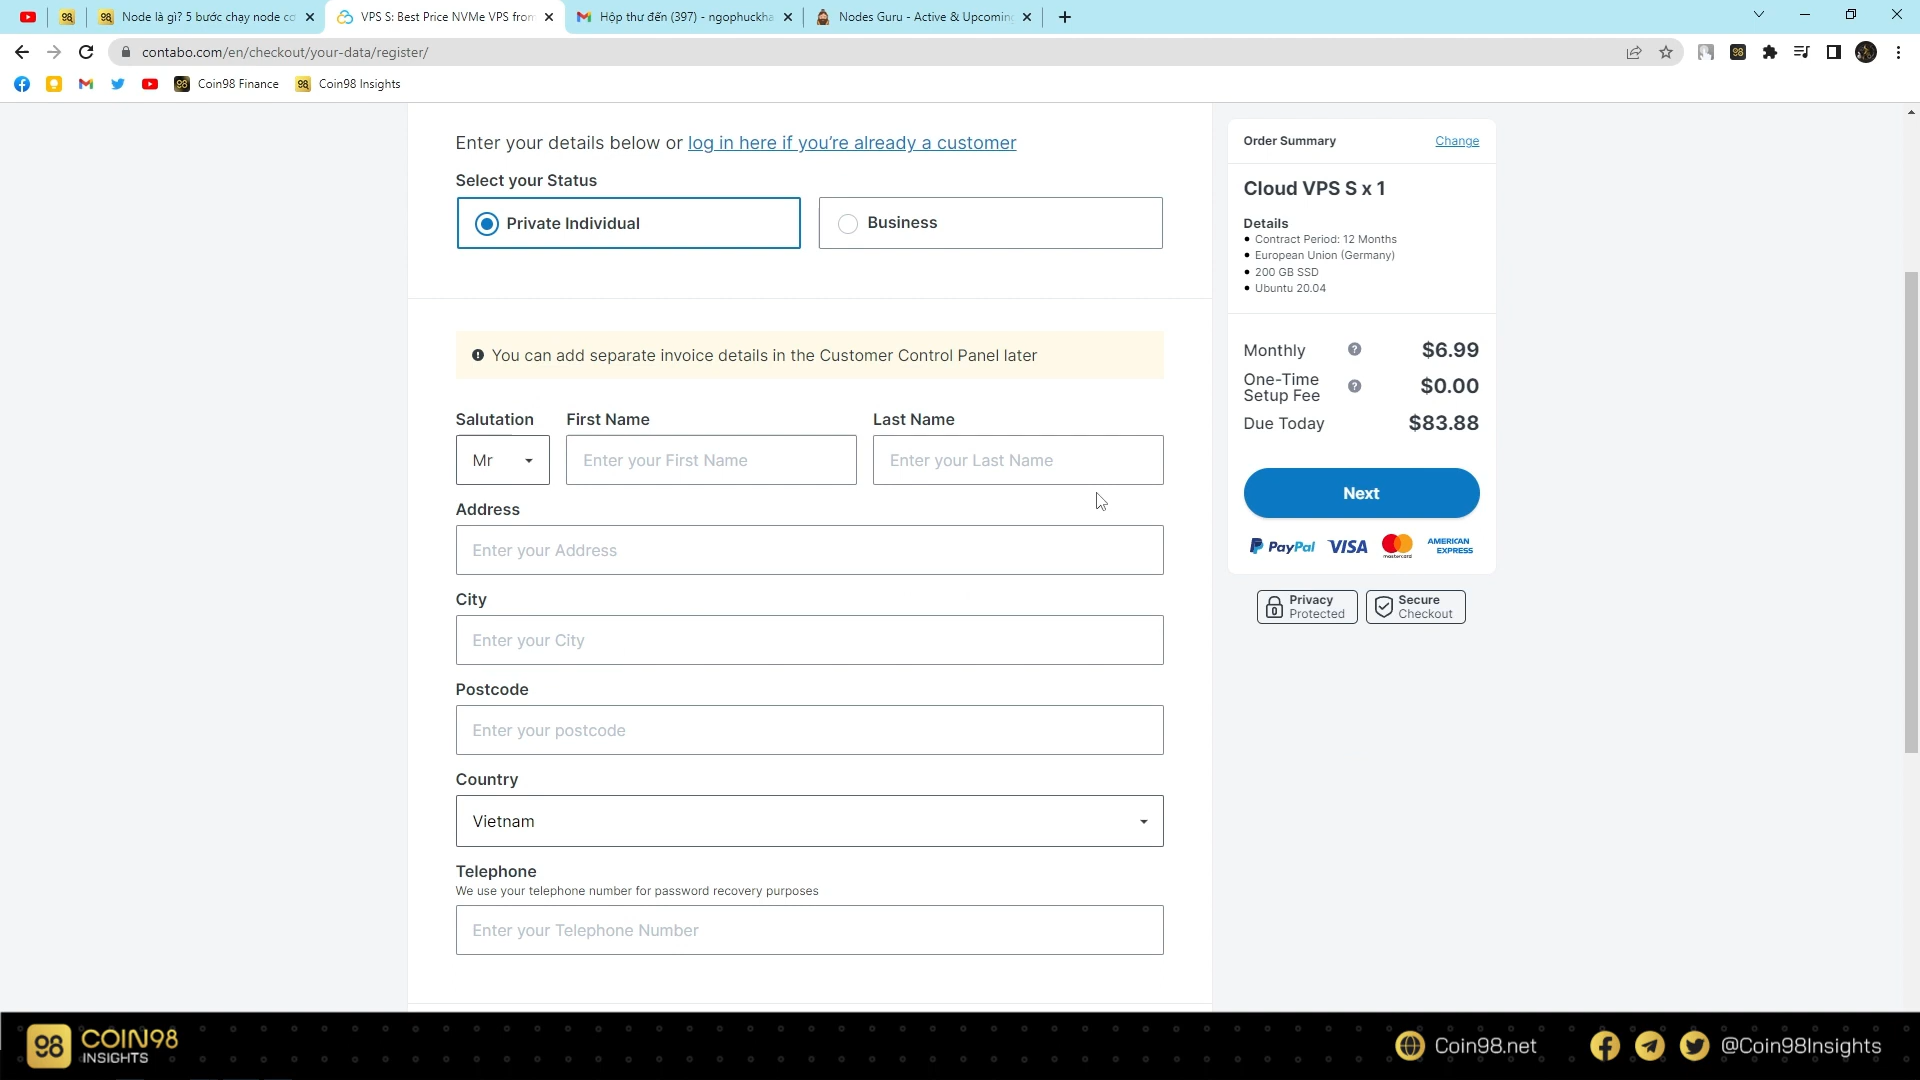 Node là gì? 5 bước chạy node cơ
VPS S: Best Price NVMe VPS from
Hộp thư đến (397) - ngophuckha
Nodes Guru - Active & Upcoming
contabo.com/en/checkout/your-data/register/
98
Coin98 Finance
Coin98 Insights
Enter your details below or log in here if you're already a customer
Select your Status
Private Individual
Business
You can add separate invoice details in the Customer Control Panel later
Salutation
First Name
Last Name
Mr
Enter your First Name
Enter your Last Name
Address
Enter your Address
City
Enter your City
Postcode
Enter your postcode
Country
Vietnam
Telephone
We use your telephone number for password recovery purposes
Enter your Telephone Number
Order Summary
Change
Cloud VPS S x 1
Details
Contract Period: 12 Months
European Union (Germany)
200 GB SSD
Ubuntu 20.04
Monthly
$6.99
One-Time
Setup Fee
$0.00
Due Today
$83.88
Next
PayPal
VISA
mastercard
AMERICAN
EXPRESS
Privacy
Protected
Secure
Checkout
98
COIN98
INSIGHTS
Coin98.net
@Coin98Insights